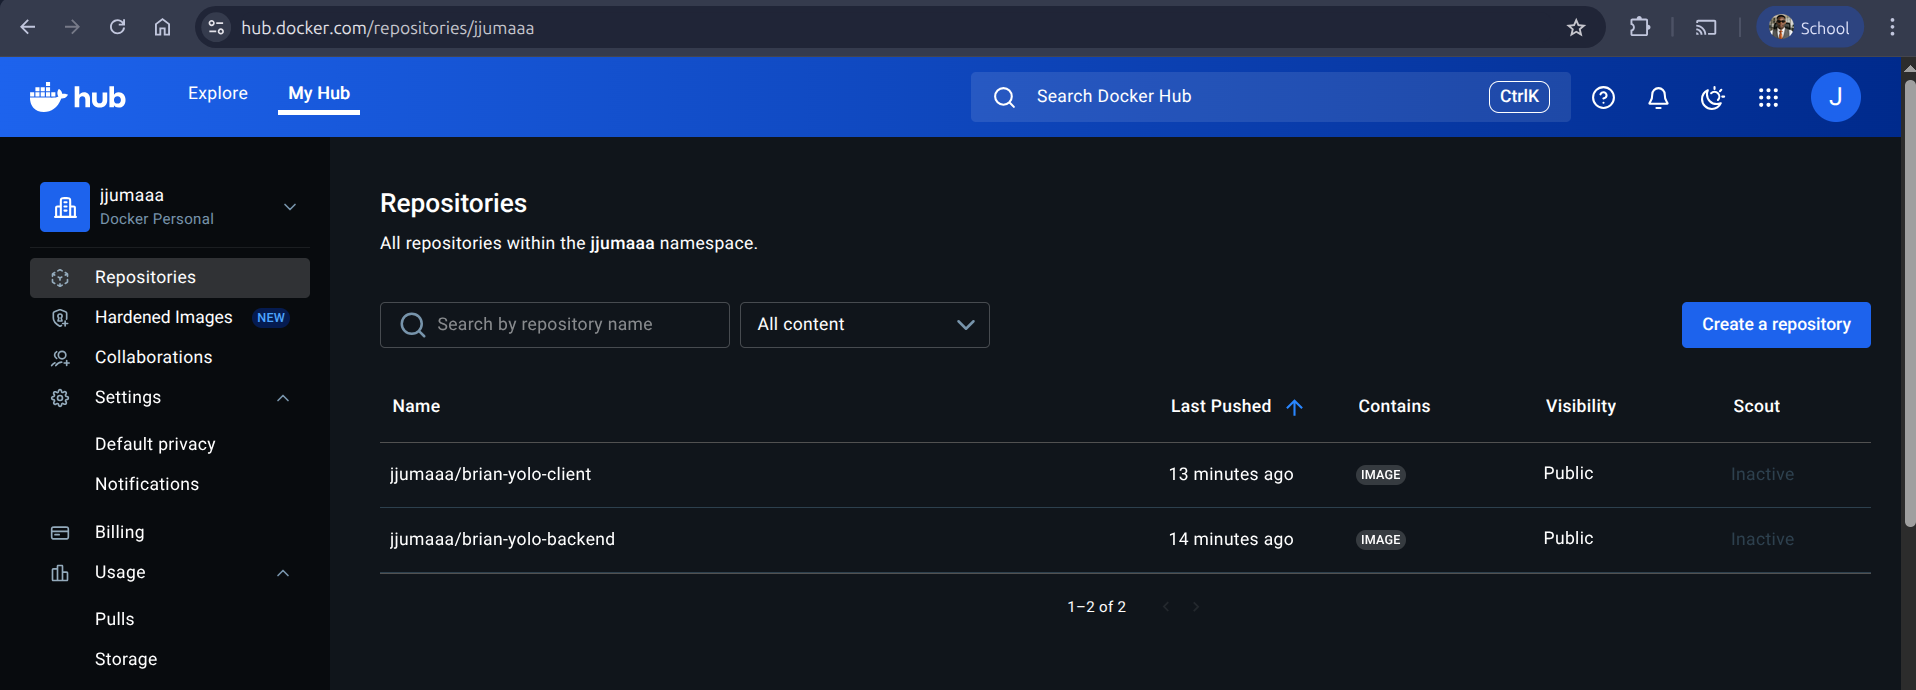 hub.docker.com/repositories/jjumaaa
School
hub
Explore
My Hub
Search Docker Hub
CtrlK
J
jjumaaa
Docker Personal
Repositories
Hardened Images NEW
Collaborations
Settings
Default privacy
Notifications
Billing
Usage
Pulls
Storage
Repositories
All repositories within the jjumaaa namespace.
Search by repository name
All content
Create a repository
Name Last Pushed Contains Visibility Scout
jjumaaa/brian-yolo-client 13 minutes ago IMAGE Public Inactive
jjumaaa/brian-yolo-backend 14 minutes ago IMAGE Public Inactive
1–2 of 2